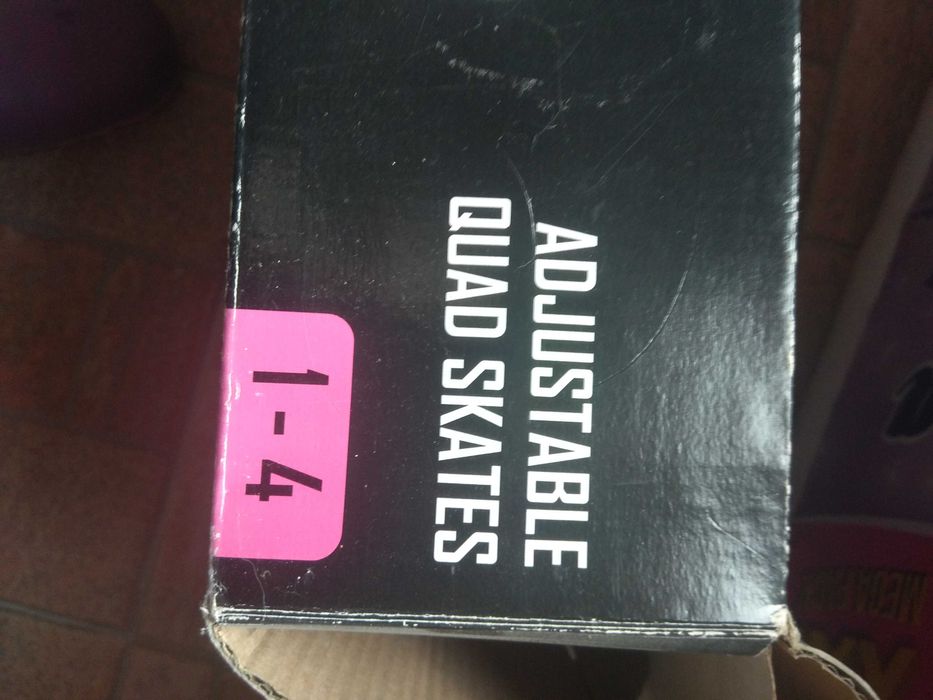 ADJUSTABLE
QUAD SKATES
1-4